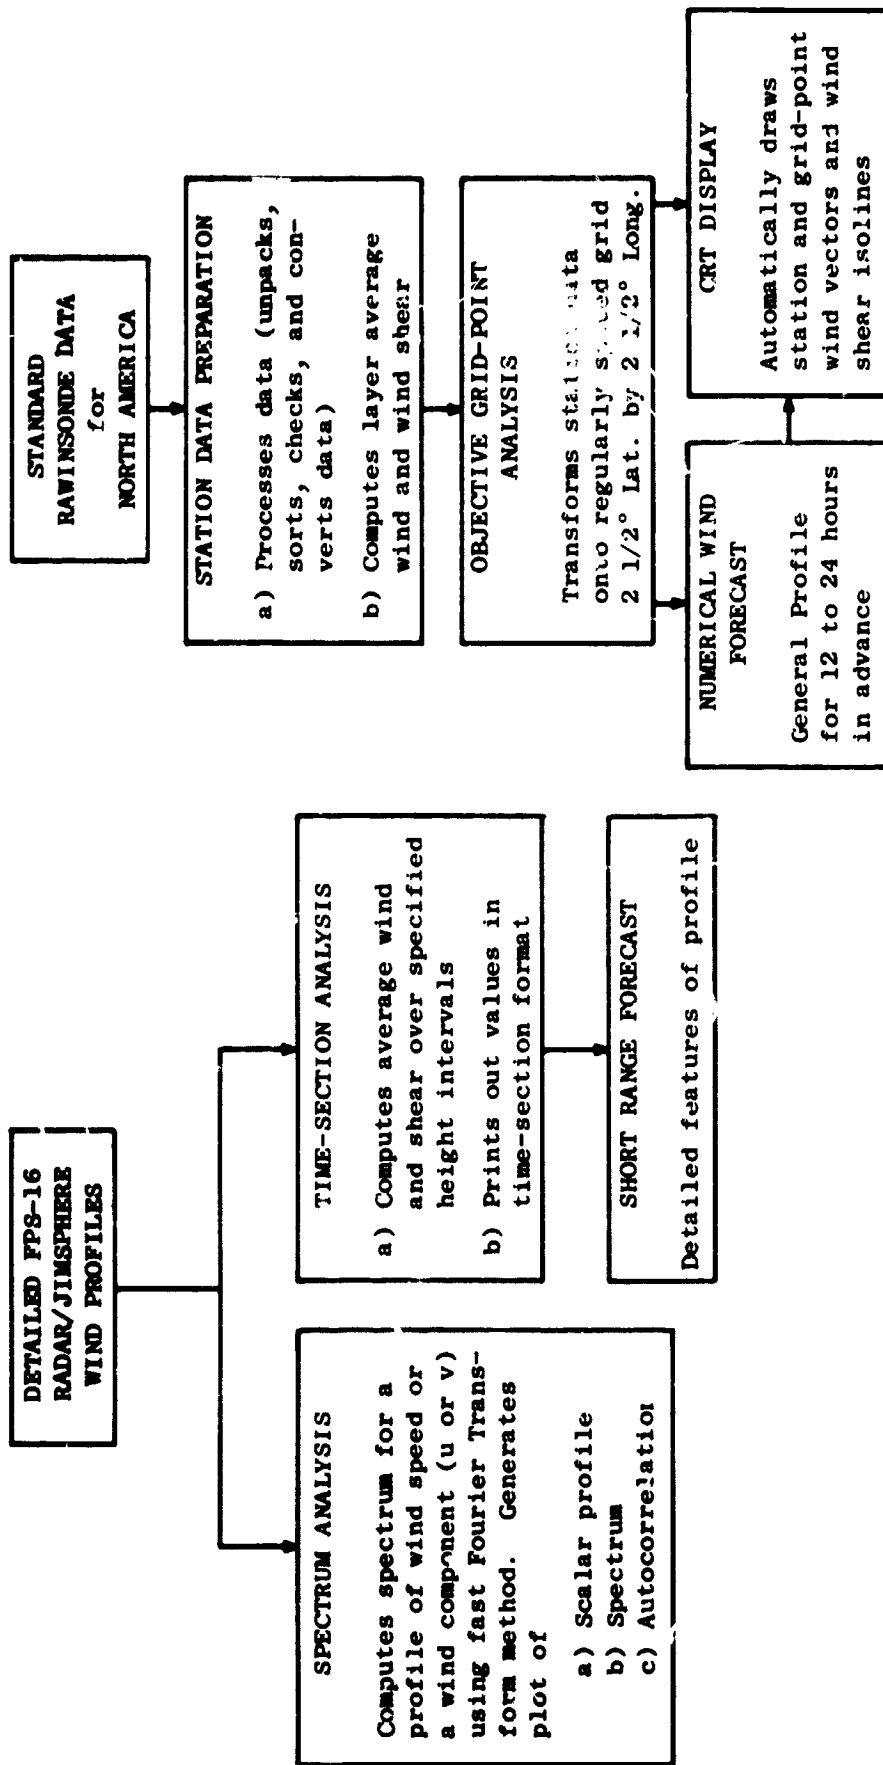 DETAILED FPS-16
RADAR/JIMSPHERE
WIND PROFILES
SPECTRUM ANALYSIS
Computes spectrum for a
profile of wind speed or
a wind component (u or v)
using fast Fourier Trans-
form method. Generates
plot of
a) Scalar profile
b) Spectrum
c) Autocorrelation
TIME-SECTION ANALYSIS
a) Computes average wind
and shear over specified
height intervals
b) Prints out values in
time-section format
SHORT RANGE FORECAST
Detailed features of profile
STANDARD
RAWINSONDE DATA
for
NORTH AMERICA
STATION DATA PREPARATION
a) Processes data (unpacks,
sorts, checks, and con-
verts data)
b) Computes layer average
wind and wind shear
OBJECTIVE GRID-POINT
ANALYSIS
Transforms station data
onto regularly spaced grid
2 1/2° Lat. by 2 1/2° Long.
NUMERICAL WIND
FORECAST
General Profile
for 12 to 24 hours
in advance
CRT DISPLAY
Automatically draws
station and grid-point
wind vectors and wind
shear isolines